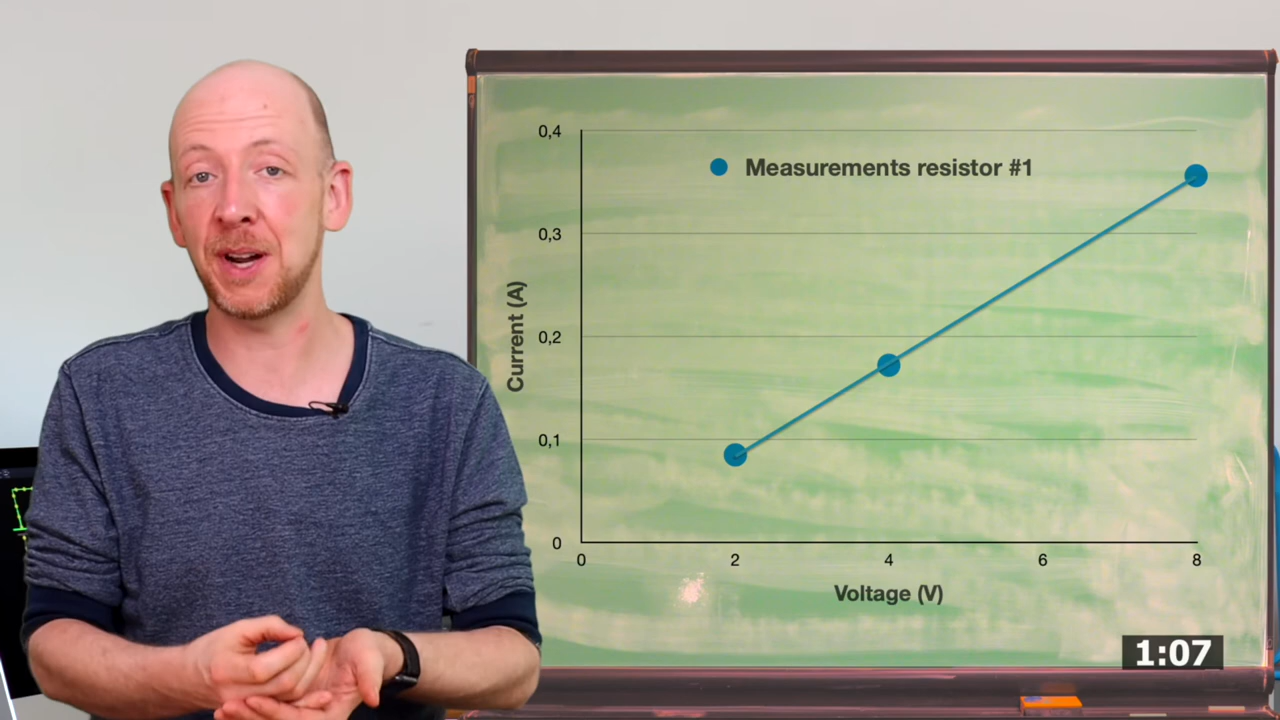 0,4
Measurements resistor #1
0,3
Current (A)
0,2
0,1
0
0 2 4 6 8
Voltage (V)
1:07